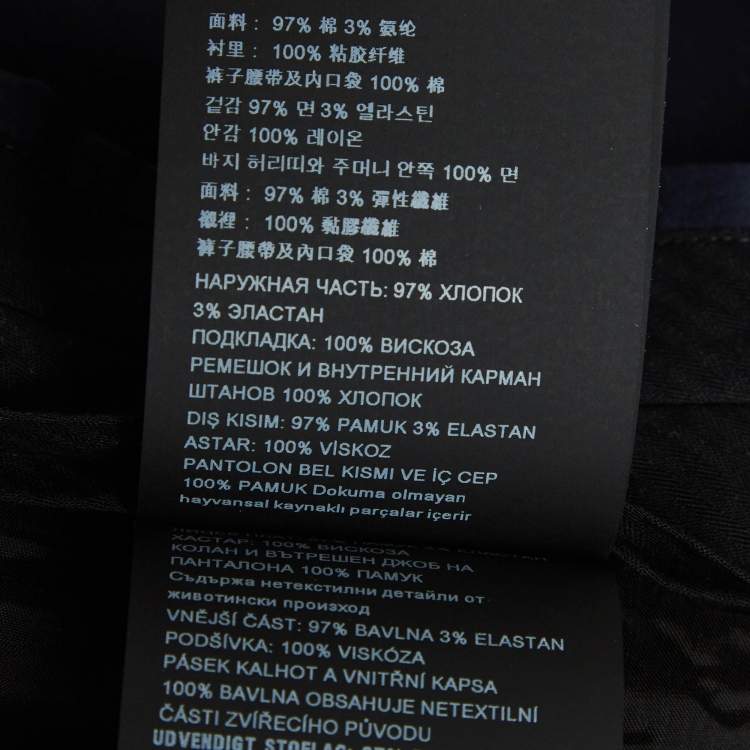 面料： 97% 棉 3% 氨纶
衬里： 100% 粘胶纤维
裤子腰带及内口袋 100% 棉
겉감 97% 면 3% 엘라스틴
안감 100% 레이온
바지 허리띠와 주머니 안쪽 100% 면
面料： 97% 棉 3% 彈性纖維
襯裡： 100% 黏膠纖維
褲子腰帶及內口袋 100% 棉
НАРУЖНАЯ ЧАСТЬ: 97% ХЛОПОК
3% ЭЛАСТАН
ПОДКЛАДКА: 100% ВИСКОЗА
РЕМЕШОК И ВНУТРЕННИЙ КАРМАН
ШТАНОВ 100% ХЛОПОК
DIŞ KISIM: 97% PAMUK 3% ELASTAN
ASTAR: 100% VİSKOZ
PANTOLON BEL KISMI VE İÇ CEP
100% PAMUK Dokuma olmayan
hayvansal kaynaklı parçalar içerir
ХАСТАР: 100% ВИСКОЗА
КОЛАН И ВЪТРЕШЕН ДЖОБ НА
ПАНТАЛОНА 100% ПАМУК
Съдържа нетекстилни детайли от
животински произход
VNĚJŠÍ ČÁST: 97% BAVLNA 3% ELASTAN
PODŠÍVKA: 100% VISKÓZA
PÁSEK KALHOT A VNITŘNÍ KAPSA
100% BAVLNA OBSAHUJE NETEXTILNÍ
ČÁSTI ZVÍŘECÍHO PŮVODU
UDVENDIGT STOFLAG: